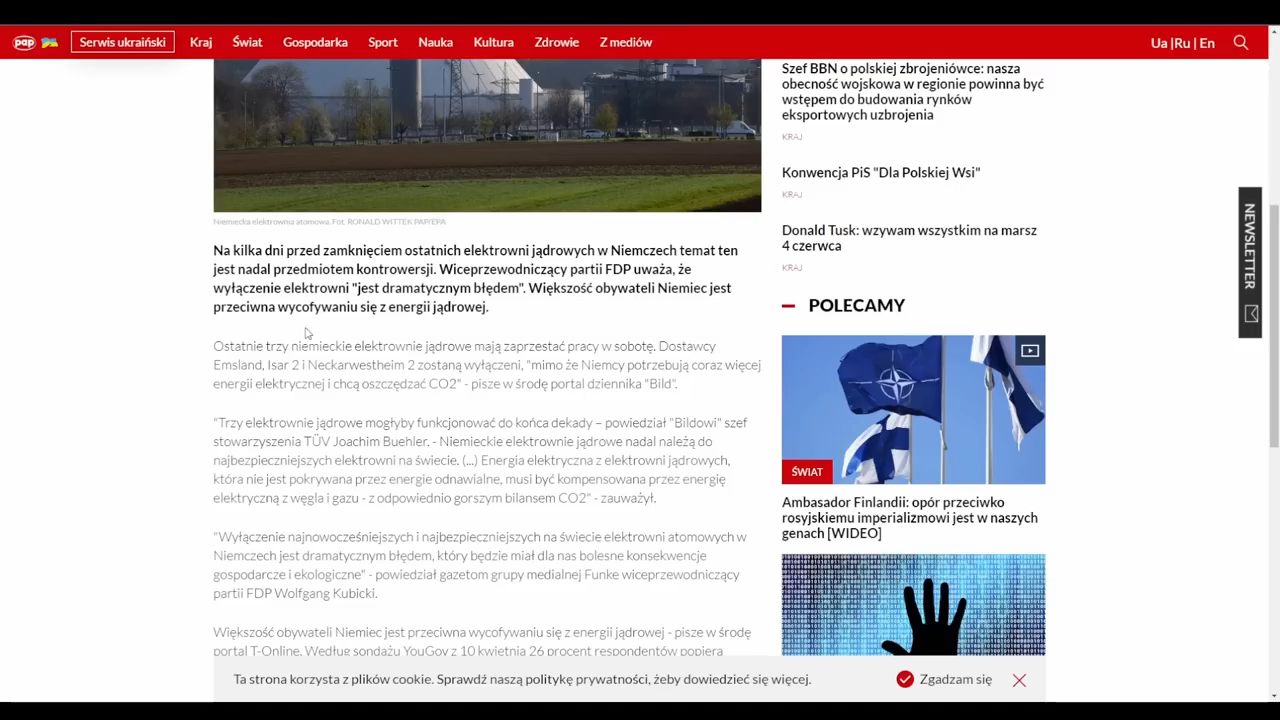 pap
Serwis ukraiński
Kraj
Świat
Gospodarka
Sport
Nauka
Kultura
Zdrowie
Z mediów
Ua |Ru | En
Niemiecka elektrownia atomowa. Fot. RONALD WITTEK PAP/EPA
Na kilka dni przed zamknięciem ostatnich elektrowni jądrowych w Niemczech temat ten
jest nadal przedmiotem kontrowersji. Wiceprzewodniczący partii FDP uważa, że
wyłączenie elektrowni "jest dramatycznym błędem". Większość obywateli Niemiec jest
przeciwna wycofywaniu się z energii jądrowej.
Ostatnie trzy niemieckie elektrownie jądrowe mają zaprzestać pracy w sobotę. Dostawcy
Emsland, Isar 2 i Neckarwestheim 2 zostaną wyłączeni, "mimo że Niemcy potrzebują coraz więcej
energii elektrycznej i chcą oszczędzać CO2" - pisze w środę portal dziennika "Bild".
"Trzy elektrownie jądrowe mogłyby funkcjonować do końca dekady – powiedział "Bildowi" szef
stowarzyszenia TÜV Joachim Buehler. - Niemieckie elektrownie jądrowe nadal należą do
najbezpieczniejszych elektrowni na świecie. (...) Energia elektryczna z elektrowni jądrowych,
która nie jest pokrywana przez energie odnawialne, musi być kompensowana przez energię
elektryczną z węgla i gazu - z odpowiednio gorszym bilansem CO2" - zauważył.
"Wyłączenie najnowocześniejszych i najbezpieczniejszych na świecie elektrowni atomowych w
Niemczech jest dramatycznym błędem, który będzie miał dla nas bolesne konsekwencje
gospodarcze i ekologiczne" - powiedział gazetom grupy medialnej Funke wiceprzewodniczący
partii FDP Wolfgang Kubicki.
Większość obywateli Niemiec jest przeciwna wycofywaniu się z energii jądrowej - pisze w środę
portal T-Online. Według sondażu YouGov z 10 kwietnia 26 procent respondentów popiera
Szef BBN o polskiej zbrojeniówce: nasza
obecność wojskowa w regionie powinna być
wstępem do budowania rynków
eksportowych uzbrojenia
KRAJ
Konwencja PiS "Dla Polskiej Wsi"
KRAJ
Donald Tusk: wzywam wszystkim na marsz
4 czerwca
KRAJ
POLECAMY
ŚWIAT
Ambasador Finlandii: opór przeciwko
rosyjskiemu imperializmowi jest w naszych
genach [WIDEO]
NEWSLETTER
Ta strona korzysta z plików cookie. Sprawdź naszą politykę prywatności, żeby dowiedzieć się więcej.
Zgadzam się